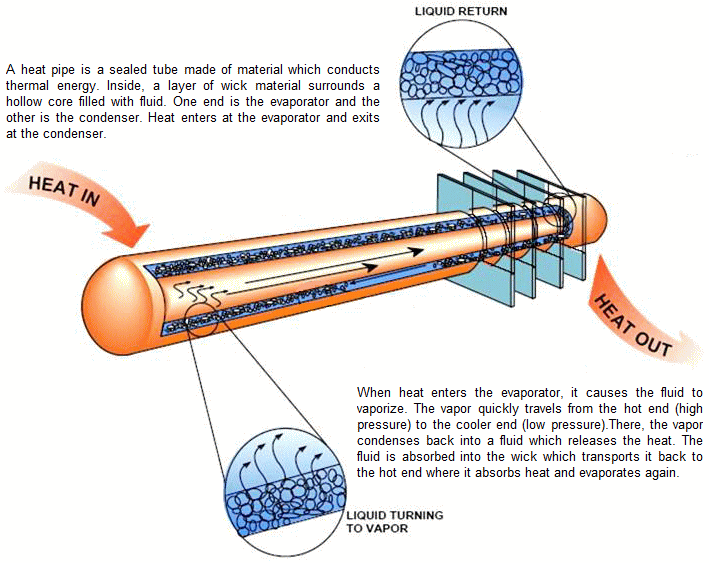 LIQUID RETURN
A heat pipe is a sealed tube made of material which conducts
thermal energy. Inside, a layer of wick material surrounds a
hollow core filled with fluid. One end is the evaporator and the
other is the condenser. Heat enters at the evaporator and exits
at the condenser.
HEAT IN
HEAT OUT
When heat enters the evaporator, it causes the fluid to
vaporize. The vapor quickly travels from the hot end (high
pressure) to the cooler end (low pressure).There, the vapor
condenses back into a fluid which releases the heat. The
fluid is absorbed into the wick which transports it back to
the hot end where it absorbs heat and evaporates again.
LIQUID TURNING
TO VAPOR